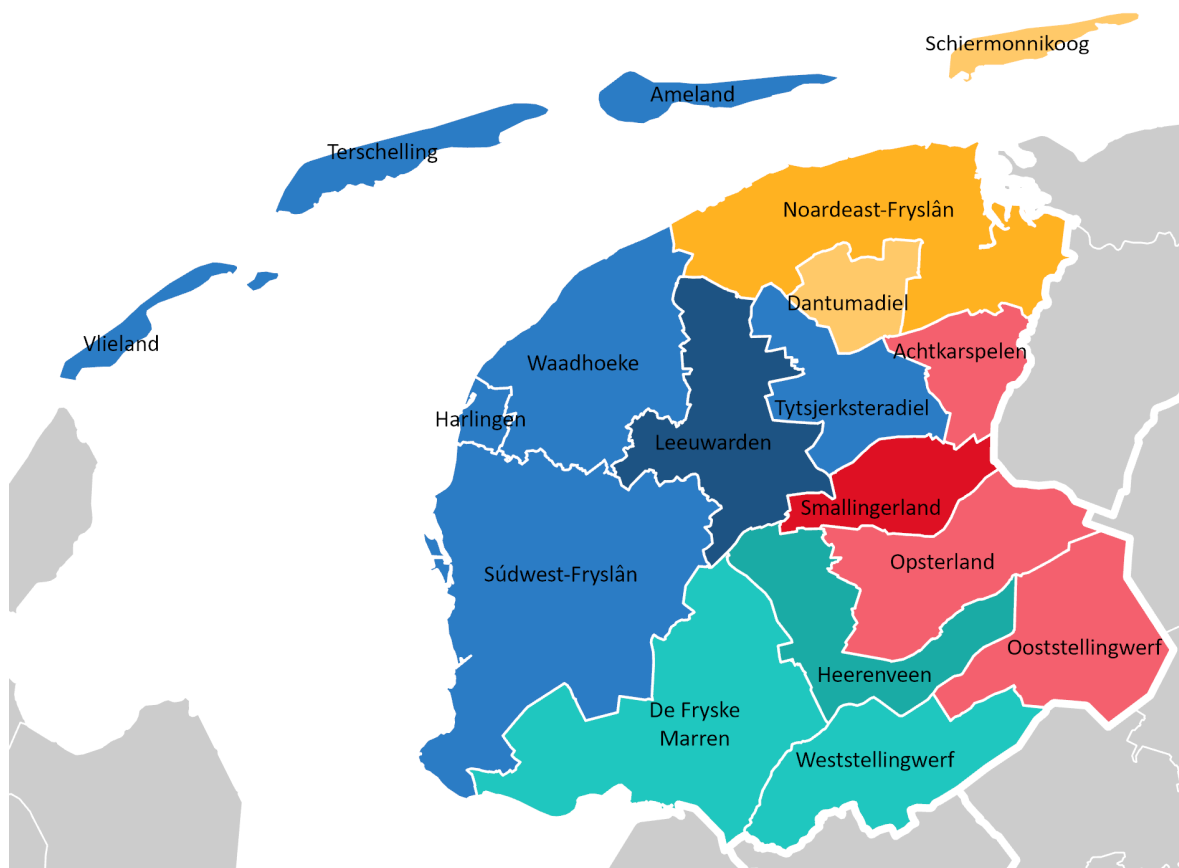 Schiermonnikoog
Ameland
Terschelling
Noardeast-Fryslân
Dantumadiel
Vlieland
Achtkarspelen
Waadhoeke
Tytsjerksteradiel
Harlingen
Leeuwarden
Smallingerland
Opsterland
Súdwest-Fryslân
Ooststellingwerf
Heerenveen
De Fryske
Marren
Weststellingwerf